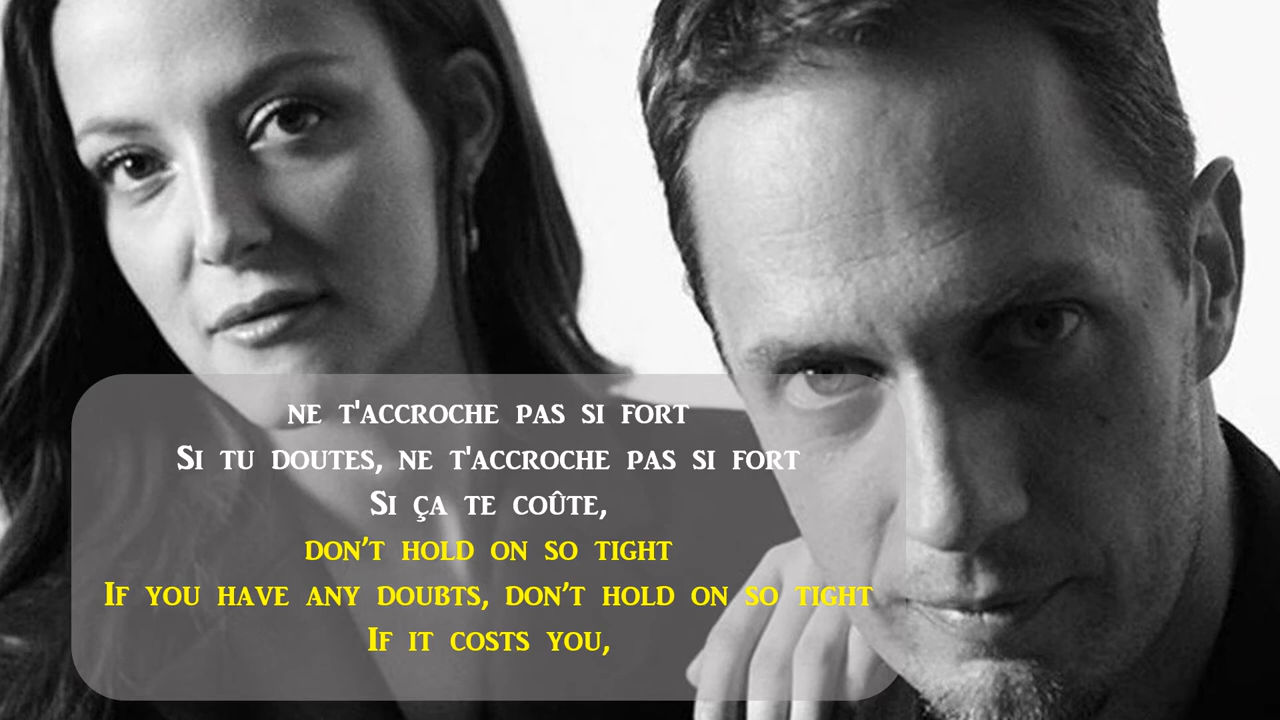 ne t'accroche pas si fort
Si tu doutes, ne t'accroche pas si fort
Si ça te coûte,
don't hold on so tight
If you have any doubts, don't hold on so tight
If it costs you,